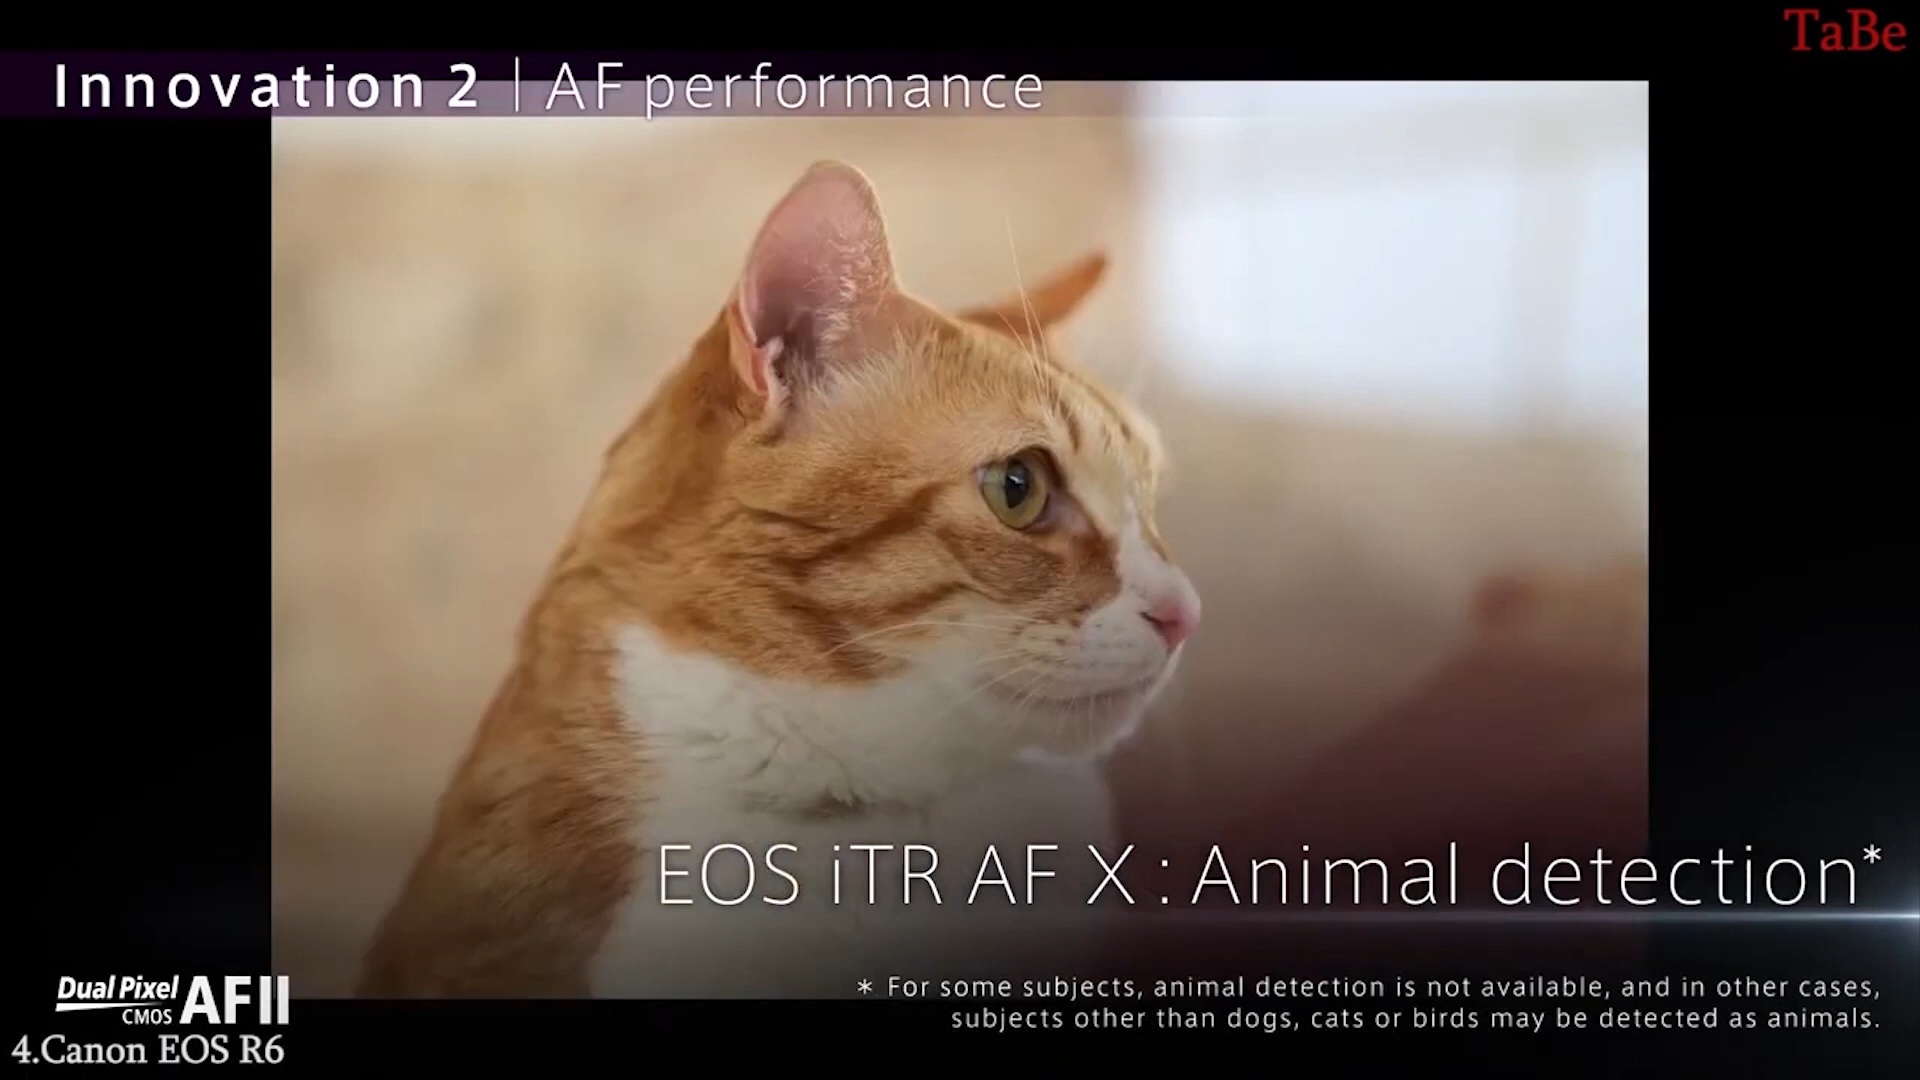 TaBe
Innovation 2 | AF performance
EOS iTR AF X : Animal detection*
* For some subjects, animal detection is not available, and in other cases,
subjects other than dogs, cats or birds may be detected as animals.
Dual Pixel
CMOS AF II
4.Canon EOS R6